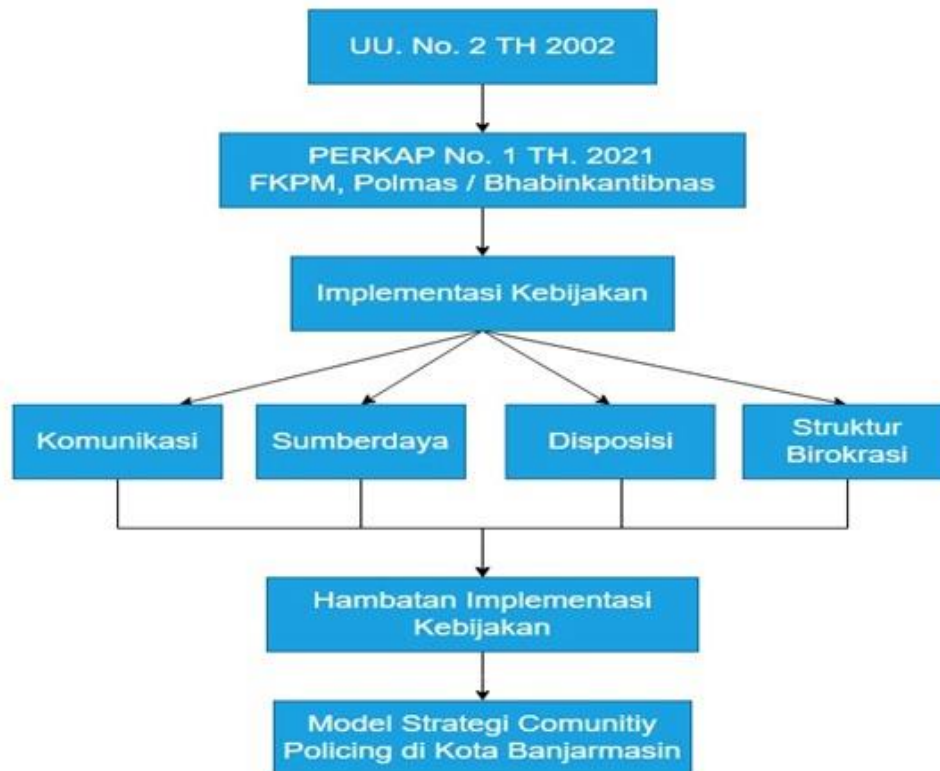 UU. No. 2 TH 2002
PERKAP No. 1 TH. 2021
FKPM, Polmas / Bhabinkantibnas
Implementasi Kebijakan
Komunikasi
Sumberdaya
Disposisi
Struktur
Birokrasi
Hambatan Implementasi
Kebijakan
Model Strategi Comunitiy
Policing di Kota Banjarmasin